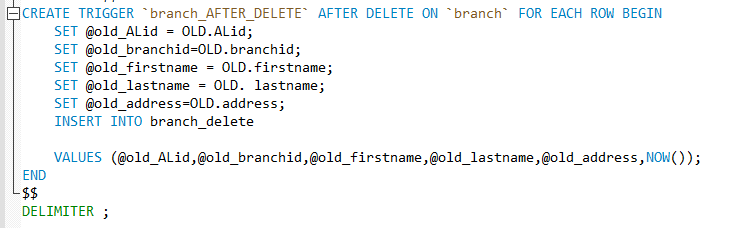 CREATE TRIGGER `branch_AFTER_DELETE` AFTER DELETE ON `branch` FOR EACH ROW BEGIN
SET @old_ALid = OLD.ALid;
SET @old_branchid=OLD.branchid;
SET @old_firstname = OLD.firstname;
SET @old_lastname = OLD. lastname;
SET @old_address=OLD.address;
INSERT INTO branch_delete
VALUES (@old_ALid,@old_branchid,@old_firstname,@old_lastname,@old_address,NOW());
END
$$
DELIMITER ;